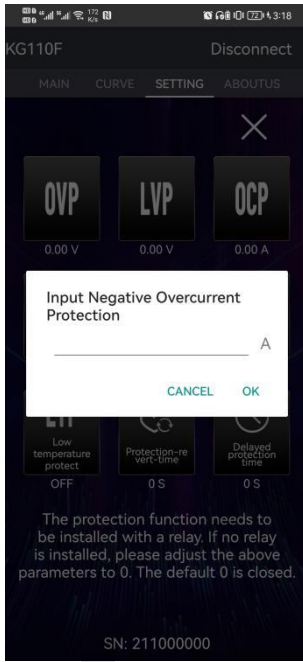 172 K/s 72 3:18
KG110F Disconnect
MAIN CURVE SETTING ABOUTUS
OVP LVP OCP
0.00 V 0.00 V 0.00 A
Input Negative Overcurrent
Protection
A
CANCEL OK
Low
temperature
protect
Protection-re
vert-time
Delayed
protection
time
OFF 0 S 0 S
The protection function needs to
be installed with a relay. If no relay
is installed, please adjust the above
parameters to 0. The default 0 is closed.
SN: 211000000